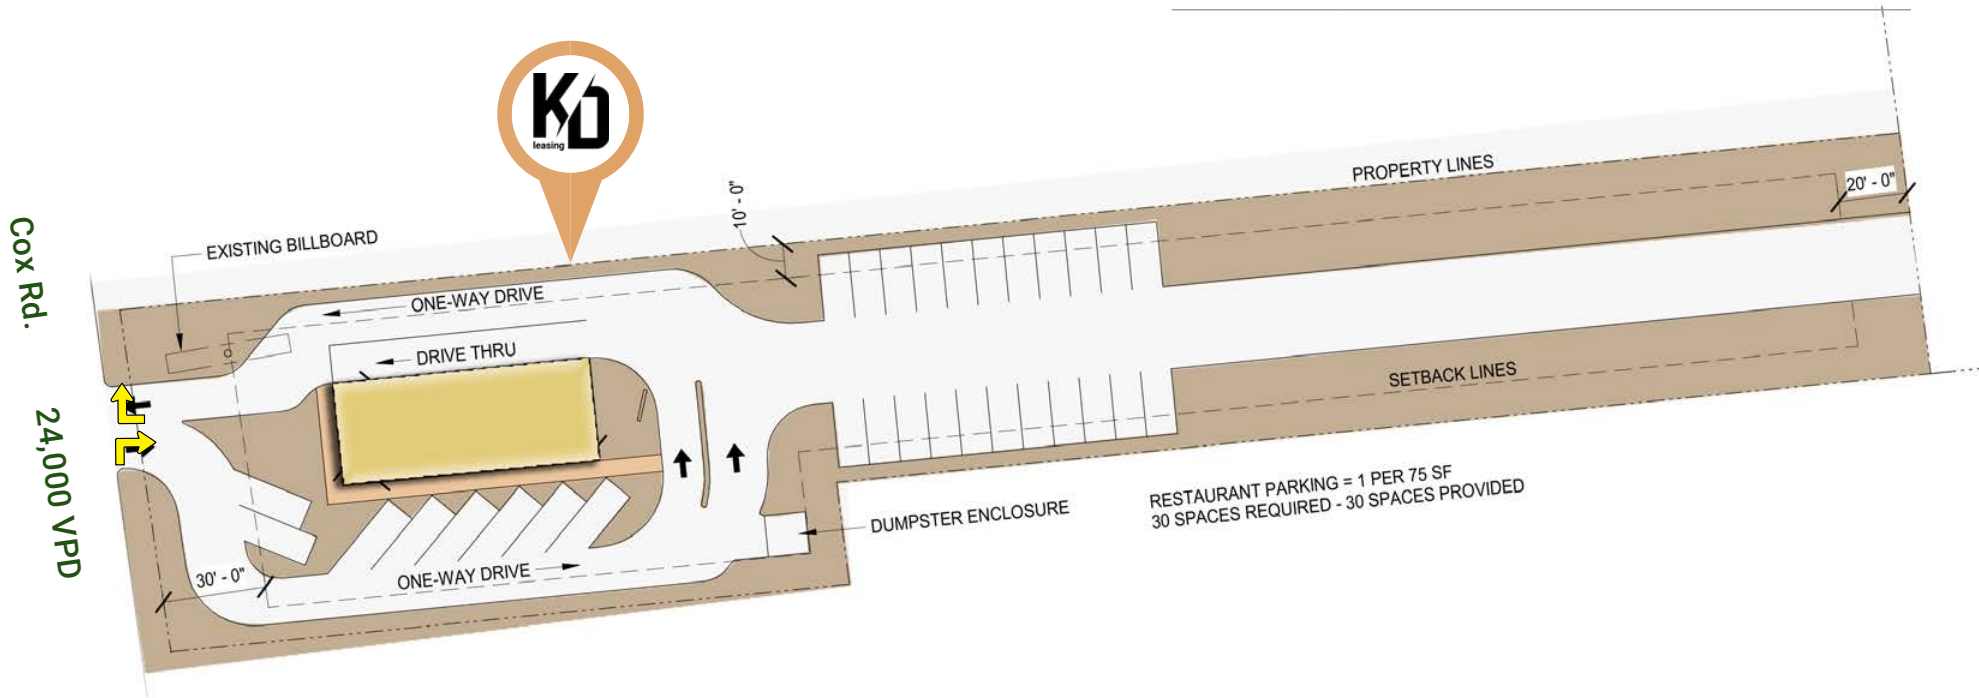 KD
leasing
PROPERTY LINES
20' - 0"
10' - 0"
EXISTING BILLBOARD
ONE-WAY DRIVE
DRIVE THRU
Cox Rd.
24,000 VPD
SETBACK LINES
RESTAURANT PARKING = 1 PER 75 SF
30 SPACES REQUIRED - 30 SPACES PROVIDED
DUMPSTER ENCLOSURE
30' - 0"
ONE-WAY DRIVE